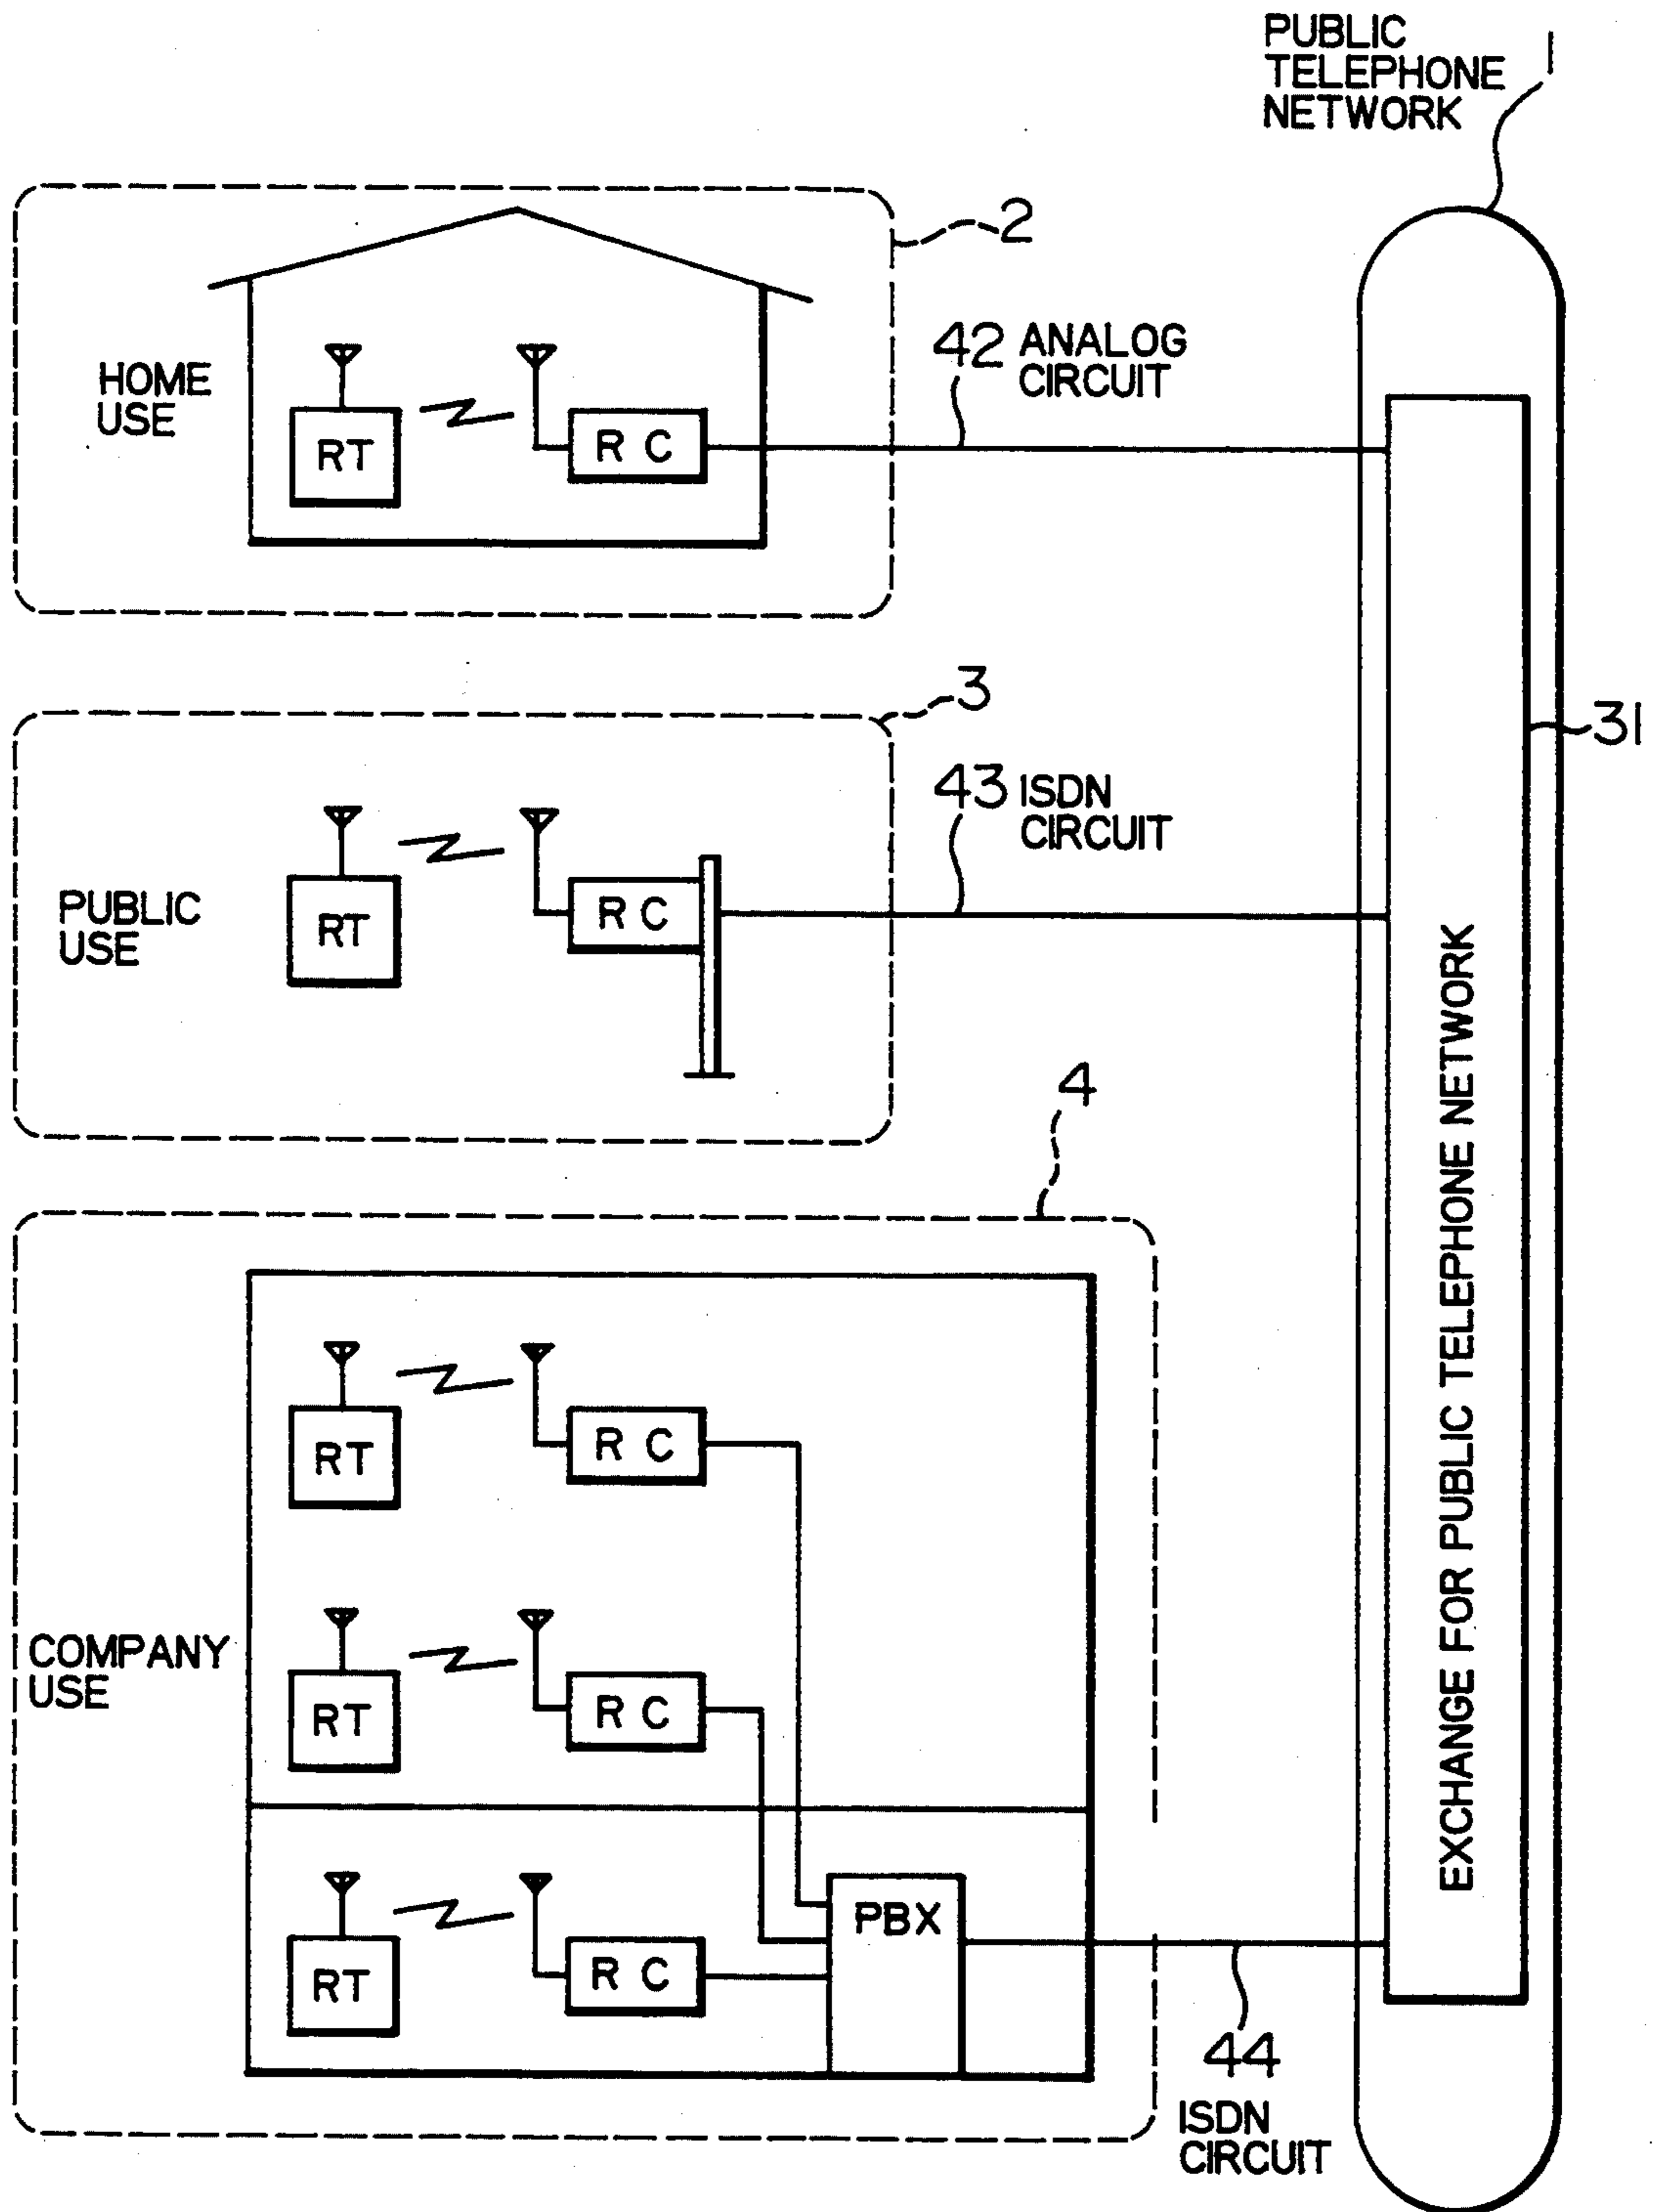 PUBLIC
TELEPHONE
NETWORK
1
2
HOME
USE
RT
R C
42 ANALOG
CIRCUIT
3
31
PUBLIC
USE
RT
R C
43 ISDN
CIRCUIT
4
EXCHANGE FOR PUBLIC TELEPHONE NETWORK
COMPANY
USE
RT
R C
RT
R C
RT
R C
PBX
44
ISDN
CIRCUIT